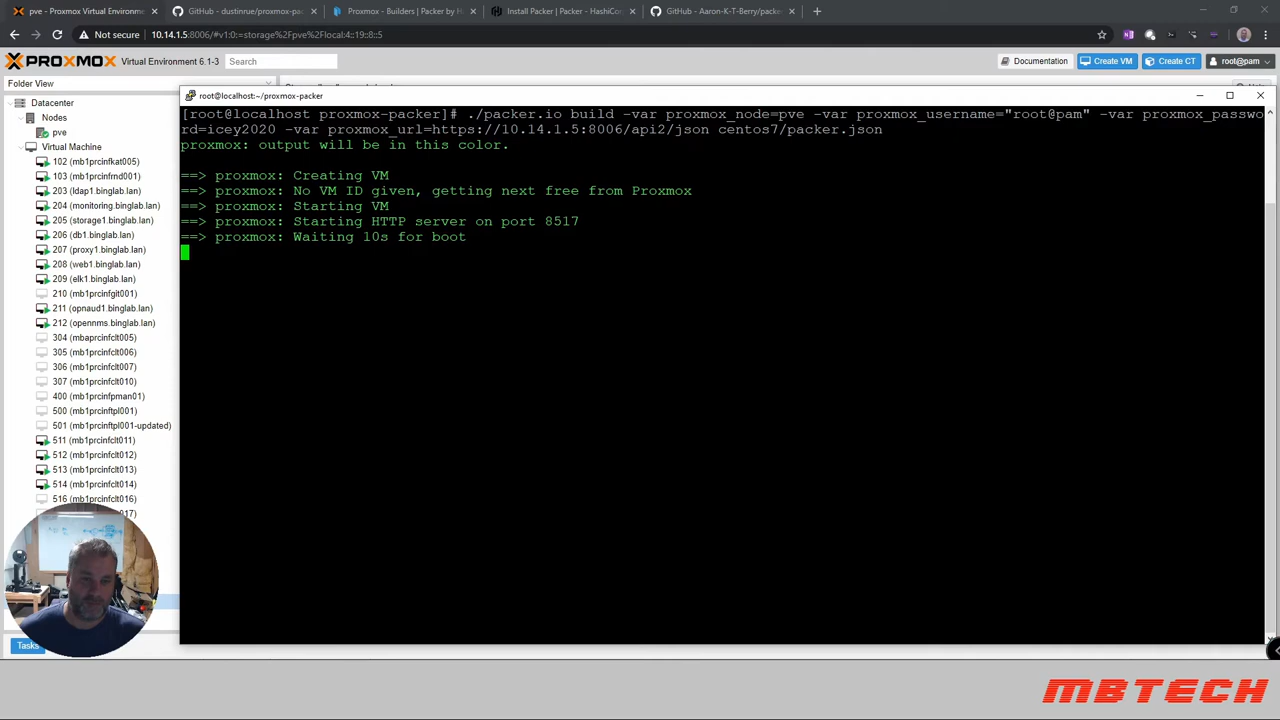 pve - Proxmox Virtual Environment
GitHub - dustinrue/proxmox-pac
Proxmox - Builders | Packer by H
Install Packer | Packer - HashiCor
GitHub - Aaron-K-T-Berry/packer
Not secure
10.14.1.5:8006/#v1:0:=storage%2Fpve%2Flocal:4::19::8::5
PROXMOX
Virtual Environment 6.1-3
Search
Documentation
Create VM
Create CT
root@pam
Folder View
Datacenter
Nodes
pve
Virtual Machine
102 (mb1prcinfkat005)
103 (mb1prcinfrnd001)
203 (ldap1.binglab.lan)
204 (monitoring.binglab.lan)
205 (storage1.binglab.lan)
206 (db1.binglab.lan)
207 (proxy1.binglab.lan)
208 (web1.binglab.lan)
209 (elk1.binglab.lan)
210 (mb1prcinfgit001)
211 (opnaud1.binglab.lan)
212 (opennms.binglab.lan)
304 (mbaprcinfclt005)
305 (mb1prcinfclt006)
306 (mb1prcinfclt007)
307 (mb1prcinfclt010)
400 (mb1prcinfpman01)
500 (mb1prcinftpl001)
501 (mb1prcinftpl001-updated)
511 (mb1prcinfclt011)
512 (mb1prcinfclt012)
513 (mb1prcinfclt013)
514 (mb1prcinfclt014)
516 (mb1prcinfclt016)
017)
Tasks
root@localhost:~/proxmox-packer
[root@localhost proxmox-packer]# ./packer.io build -var proxmox_node=pve -var proxmox_username="root@pam" -var proxmox_passwo
rd=icey2020 -var proxmox_url=https://10.14.1.5:8006/api2/json centos7/packer.json
proxmox: output will be in this color.
==> proxmox: Creating VM
==> proxmox: No VM ID given, getting next free from Proxmox
==> proxmox: Starting VM
==> proxmox: Starting HTTP server on port 8517
==> proxmox: Waiting 10s for boot
MBTECH